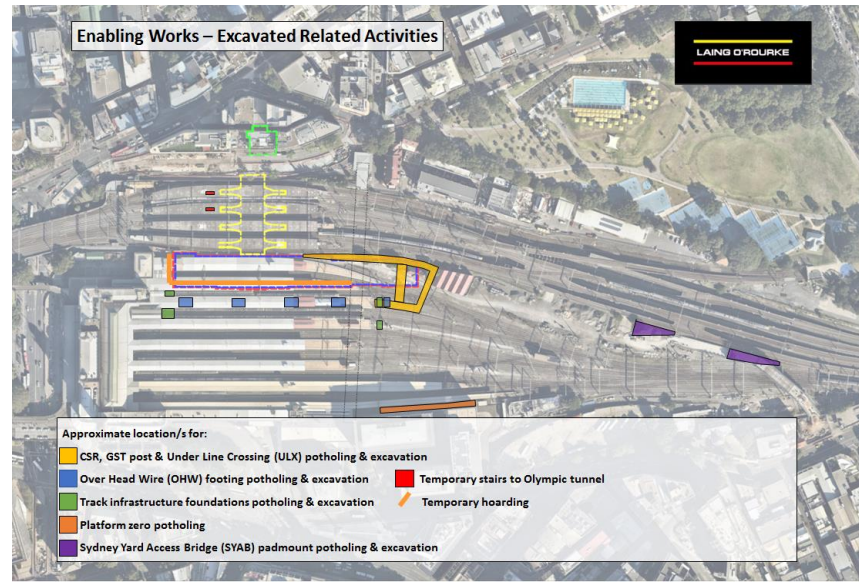 Enabling Works – Excavated Related Activities
LAING O'ROURKE
Approximate location/s for:
CSR, GST post & Under Line Crossing (ULX) potholing & excavation
Over Head Wire (OHW) footing potholing & excavation
Temporary stairs to Olympic tunnel
Track infrastructure foundations potholing & excavation
Temporary hoarding
Platform zero potholing
Sydney Yard Access Bridge (SYAB) padmount potholing & excavation